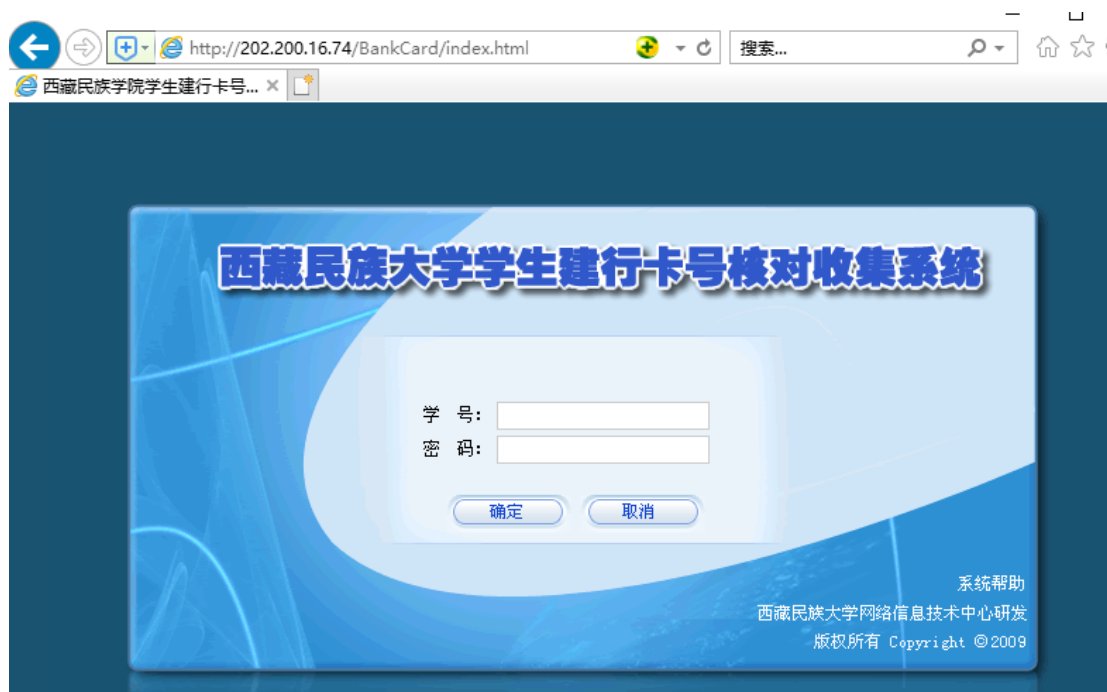 http://202.200.16.74/BankCard/index.html
搜索...
西藏民族学院学生建行卡号...
西藏民族大学学生建行卡号核对收集系统
学 号:
密 码:
确定 取消
系统帮助
西藏民族大学网络信息技术中心研发
版权所有 Copyright ©2009